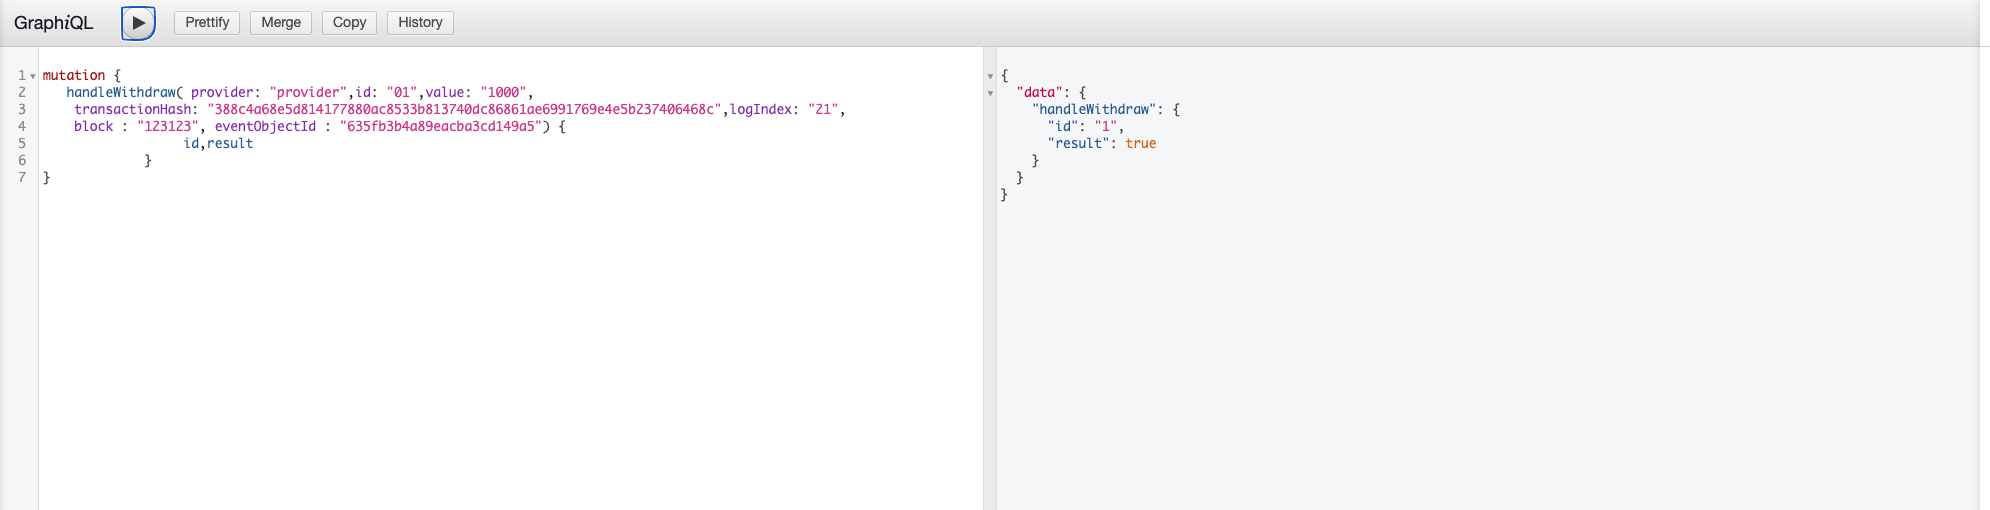 GraphiQL Prettify Merge Copy History
1 mutation {
2 handleWithdraw( provider: "provider",id: "01",value: "1000",
3 transactionHash: "388c4a68e5d814177880ac8533b813740dc86861ae6991769e4e5b237406468c",logIndex: "21",
4 block : "123123", eventObjectId : "635fb3b4a89eacba3cd149a5") {
5 id,result
6 }
7 }
{
"data": {
"handleWithdraw": {
"id": "1",
"result": true
}
}
}